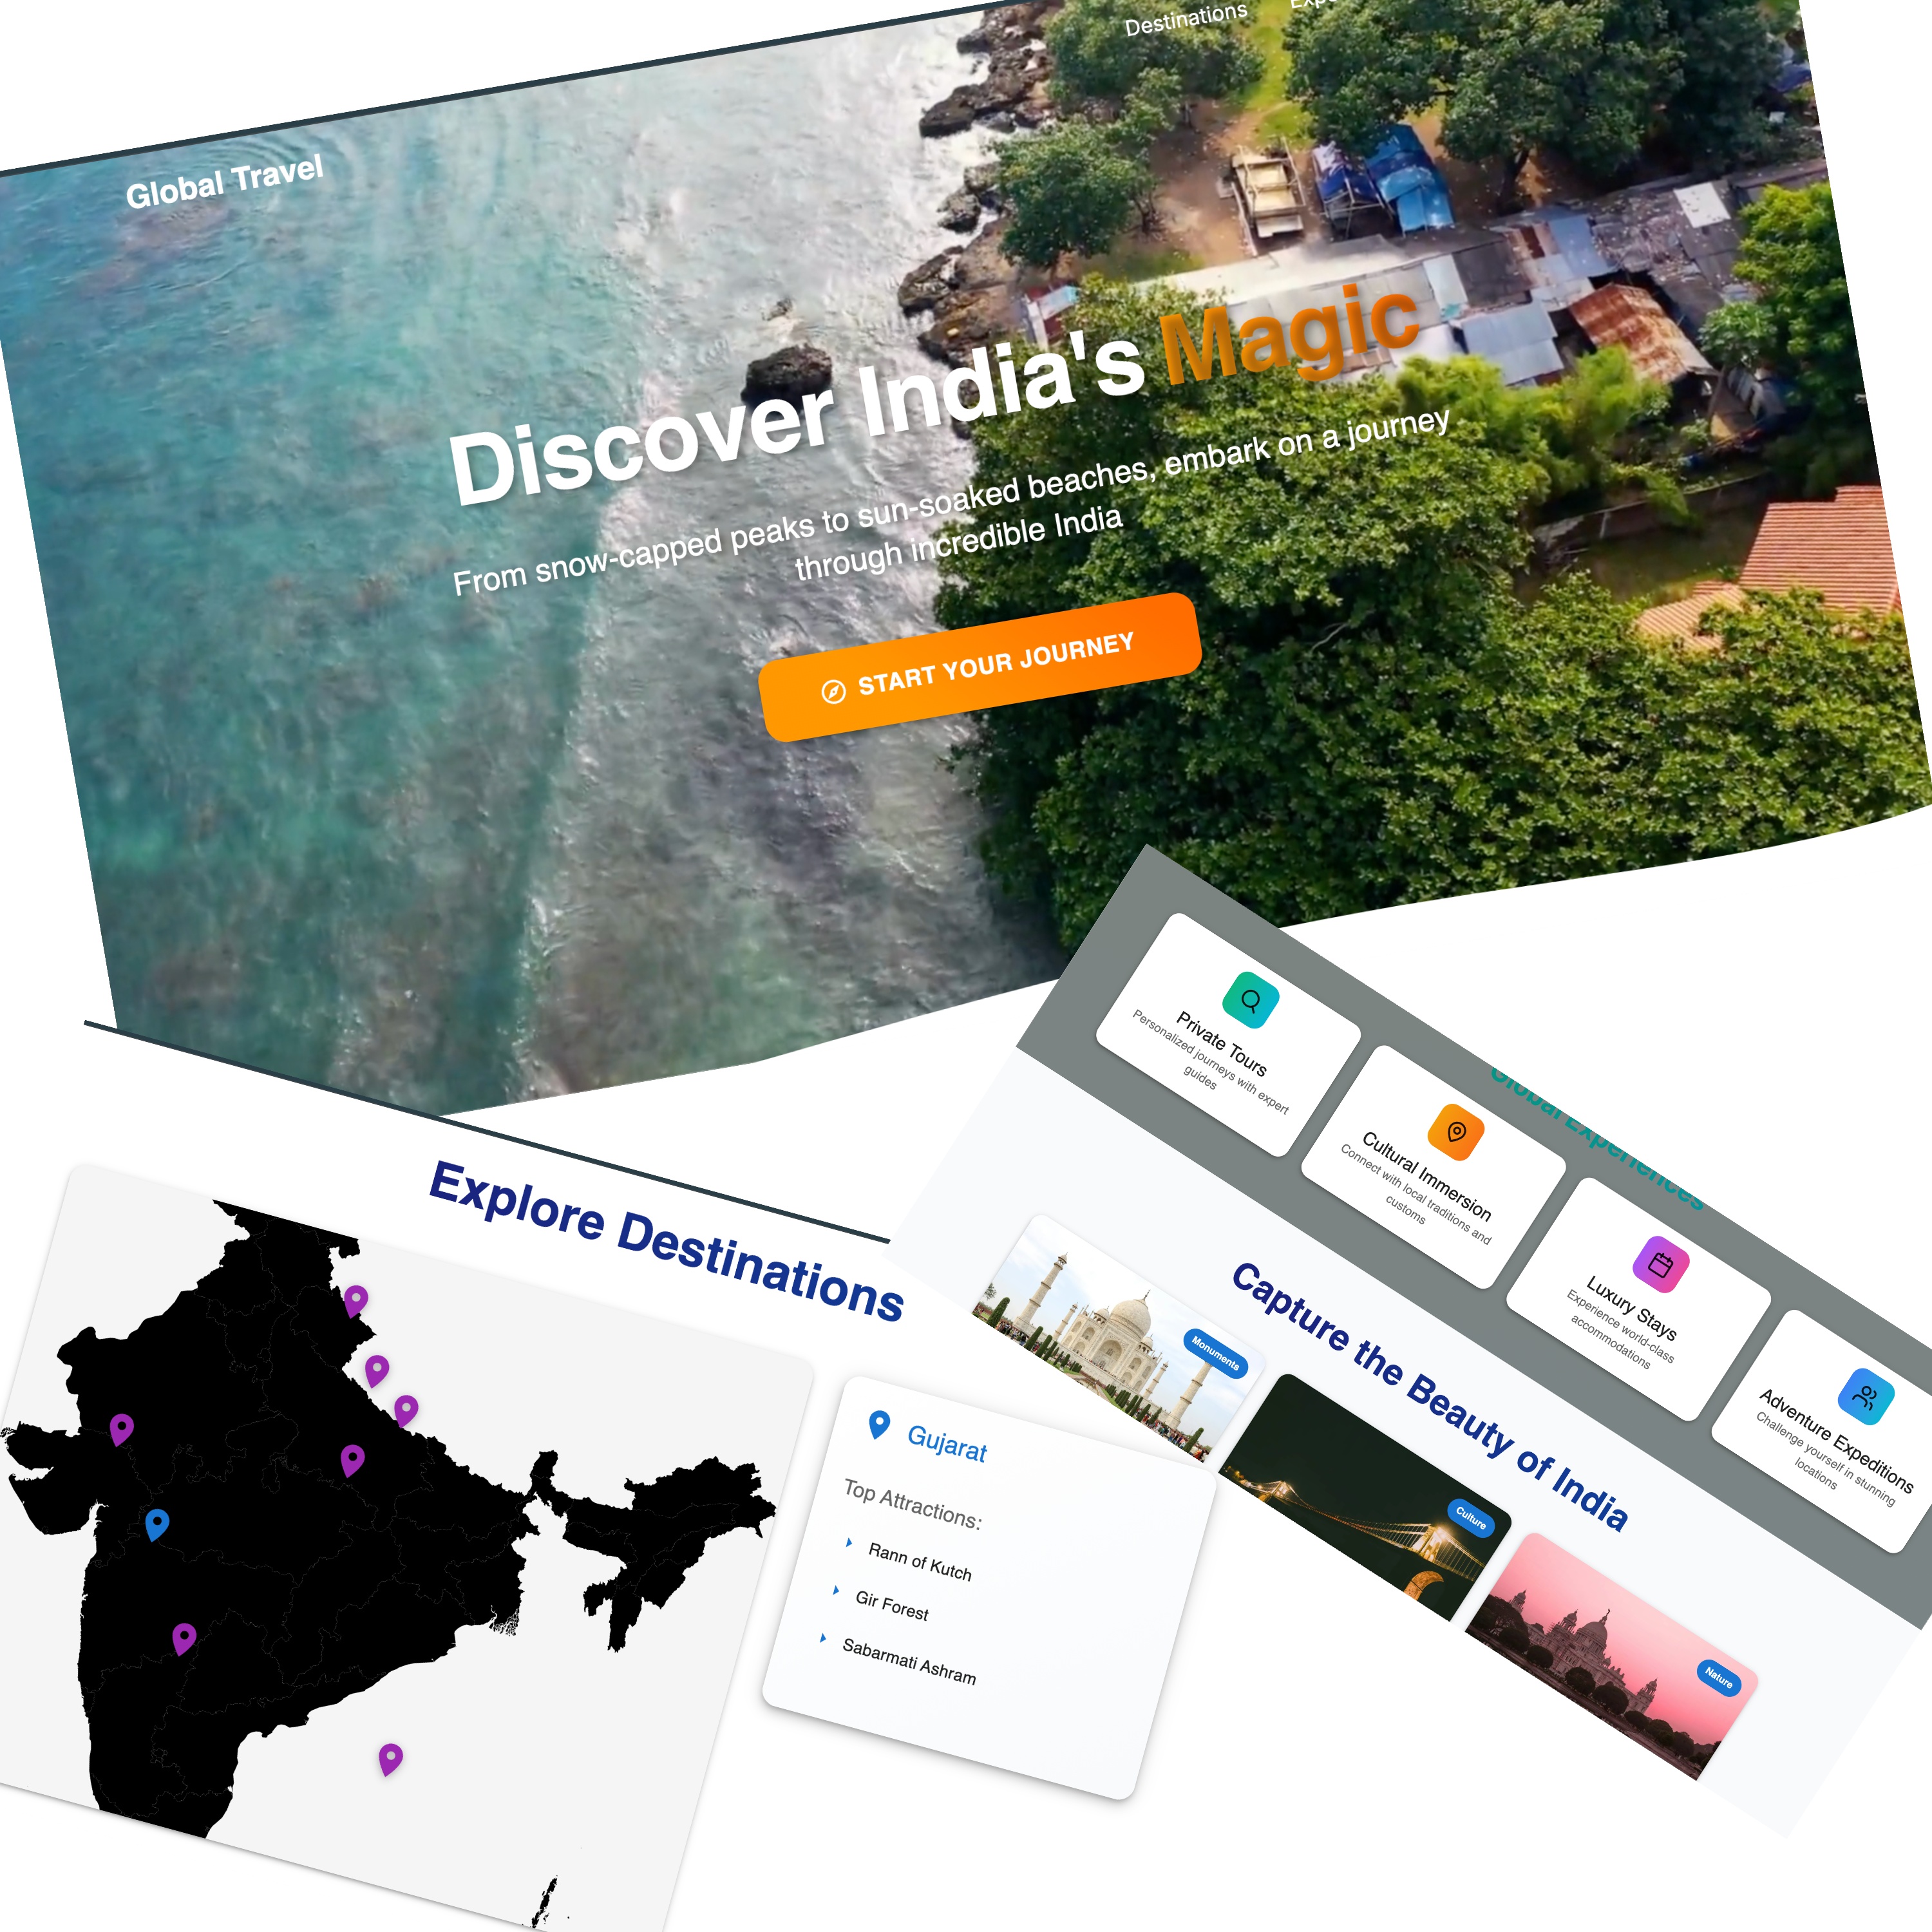 Destinations
Global Travel
Discover India's Magic
From snow-capped peaks to sun-soaked beaches, embark on a journey
through incredible India
START YOUR JOURNEY
Explore Destinations
Gujarat
Top Attractions:
Rann of Kutch
Gir Forest
Sabarmati Ashram
Global Experiences
Private Tours
Personalized journeys with expert
guides
Cultural Immersion
Connect with local traditions and
customs
Luxury Stays
Experience world-class
accommodations
Adventure Expeditions
Challenge yourself in stunning
locations
Capture the Beauty of India
Monuments
Culture
Nature